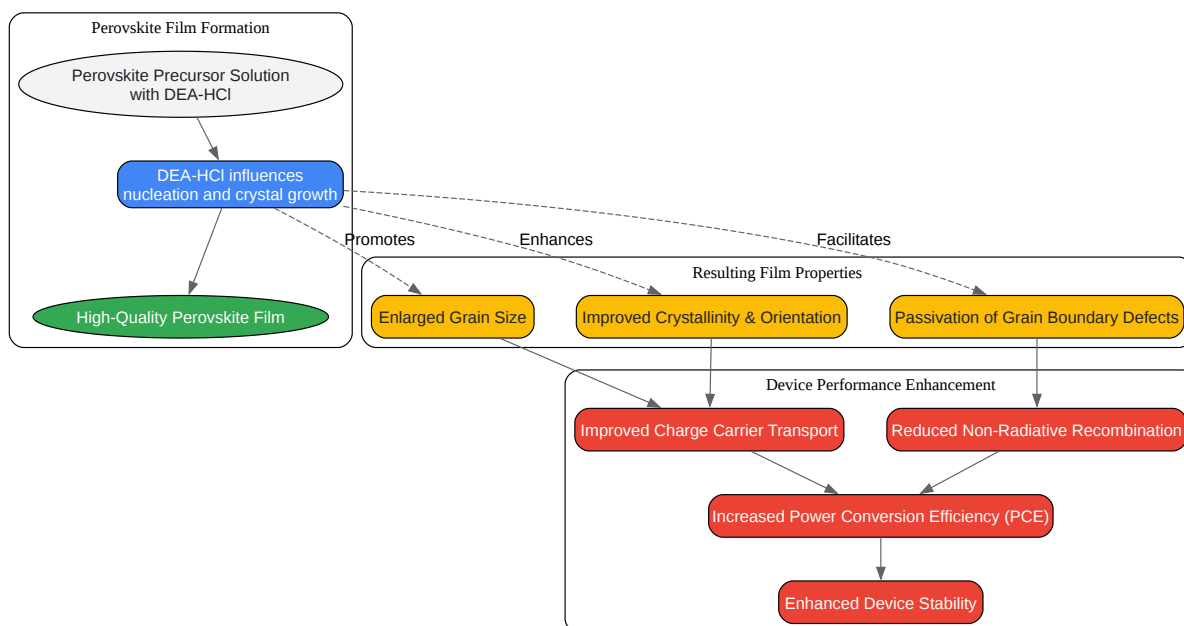 Perovskite Film Formation
Perovskite Precursor Solution
with DEA-HCl
DEA-HCl influences
nucleation and crystal growth
Promotes
Enhances
Facilitates
High-Quality Perovskite Film
Resulting Film Properties
Enlarged Grain Size
Improved Crystallinity & Orientation
Passivation of Grain Boundary Defects
Device Performance Enhancement
Improved Charge Carrier Transport
Reduced Non-Radiative Recombination
Increased Power Conversion Efficiency (PCE)
Enhanced Device Stability